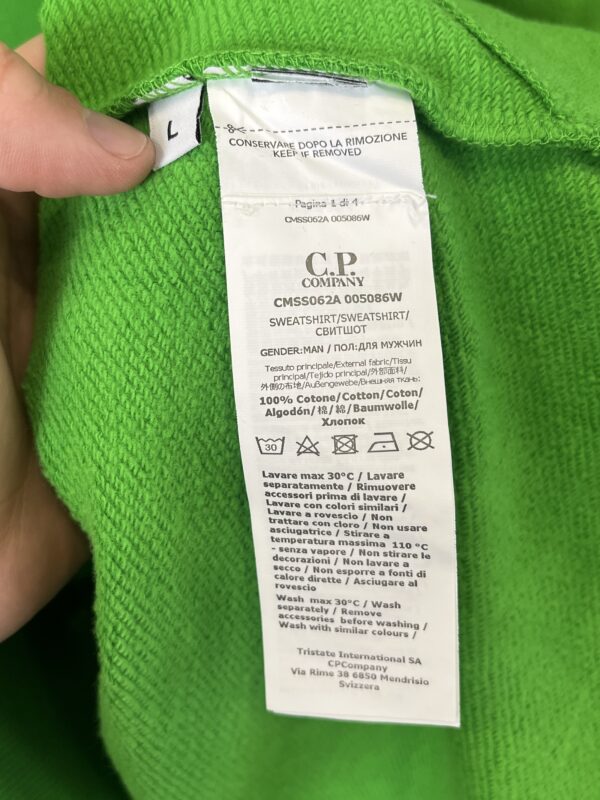 L
CONSERVARE DOPO LA RIMOZIONE
KEEP IF REMOVED
Pagina 1 di 4
CMSS062A 005086W
C.P.
COMPANY
CMSS062A 005086W
SWEATSHIRT/SWEATSHIRT/
СВИТШОТ
GENDER:MAN / ПОЛ:ДЛЯ МУЖЧИН
Tessuto principale/External fabric/Tissu
principal/Tejido principal/外部面料/
外側の布地/Außengewebe/Внешняя ткань:
100% Cotone/Cotton/Coton/
Algodón/棉/綿/Baumwolle/
Хлопок
30
Lavare max 30°C / Lavare
separatamente / Rimuovere
accessori prima di lavare /
Lavare con colori similari /
Lavare a rovescio / Non
trattare con cloro / Non usare
asciugatrice / Stirare a
temperatura massima 110 °C
- senza vapore / Non stirare le
decorazioni / Non lavare a
secco / Non esporre a fonti di
calore dirette / Asciugare al
rovescio
Wash max 30°C / Wash
separately / Remove
accessories before washing /
Wash with similar colours /
Tristate International SA
CPCompany
Via Rime 38 6850 Mendrisio
Svizzera